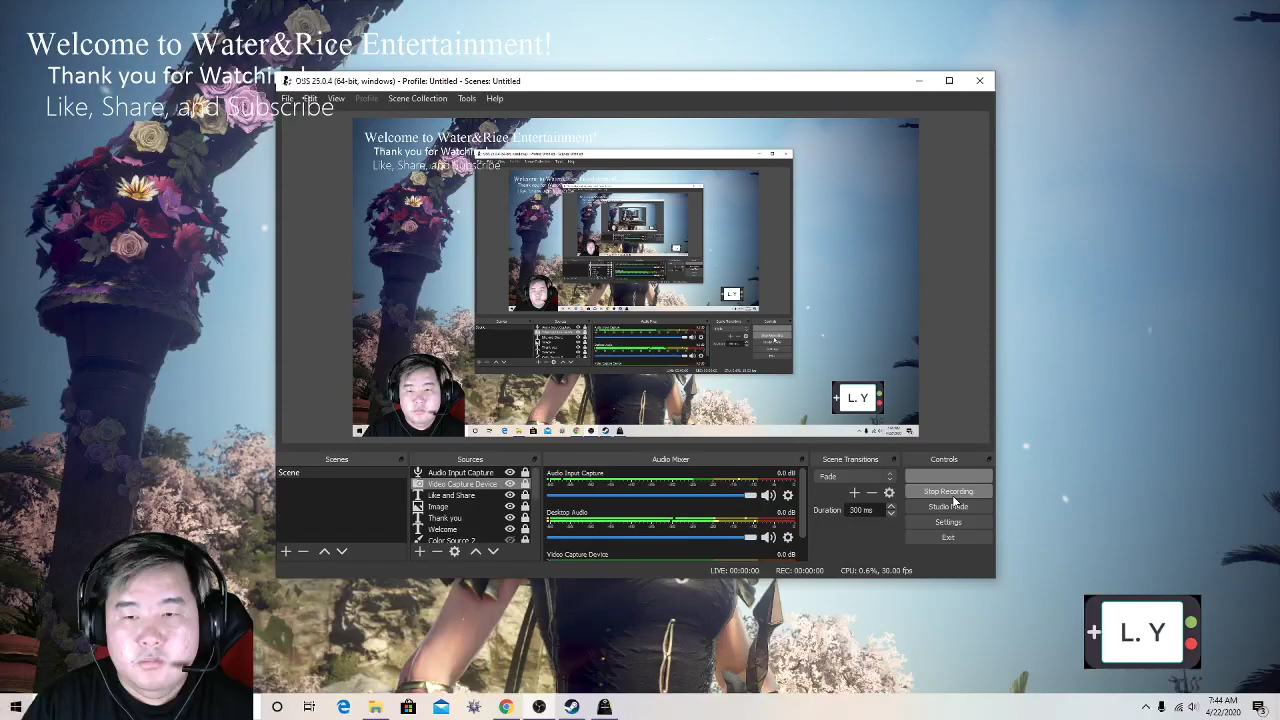 Welcome to Water&Rice Entertainment!
Thank you for Watchin
Like, Share, and Subscribe
OBS 25.0.4 (64-bit, windows) - Profile: Untitled - Scenes: Untitled
File Edit View Profile Scene Collection Tools Help
Welcome to Water&Rice Entertainment!
Thank you for Watchin
Like, Share, and Subscribe
L. Y
Scenes
Scene
Sources
Audio Input Capture
Video Capture Device
Like and Share
Image
Thank you
Welcome
Color Source 2
Audio Mixer
Audio Input Capture 0.0 dB
Desktop Audio 0.0 dB
Video Capture Device 0.0 dB
Scene Transitions
Fade
Duration 300 ms
Controls
Stop Recording
Studio Mode
Settings
Exit
LIVE: 00:00:00 REC: 00:00:00 CPU: 0.6%, 30.00 fps
L. Y
7:44 AM
4/22/2020